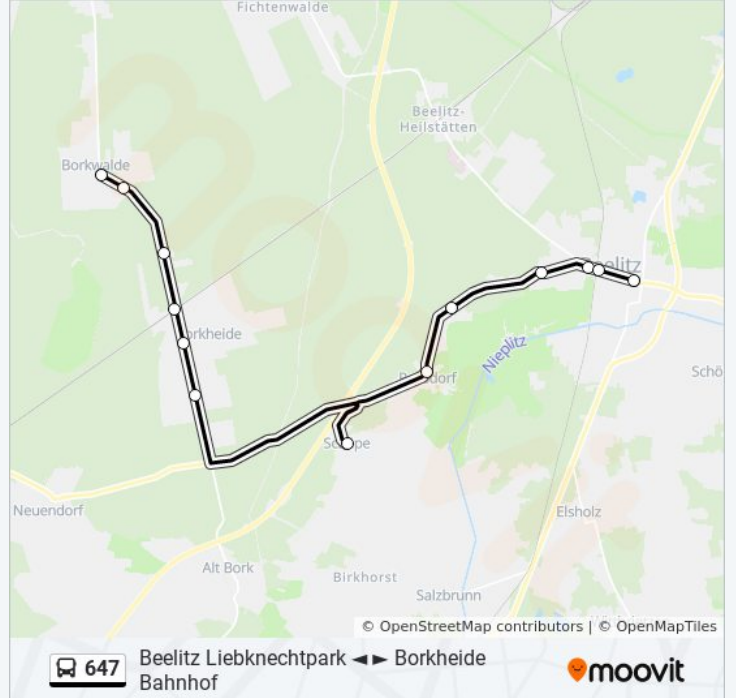 Fichtenwalde
Beelitz-
Heilstätten
Borkwalde
Beelitz
orkheide
Nieplitz
Schö
Neuendorf
Elsholz
Alt Bork
Birkhorst
Salzbrunn
© OpenStreetMap contributors | © OpenMapTiles
647
Beelitz Liebknechtpark ◄ ► Borkheide
Bahnhof
moovit